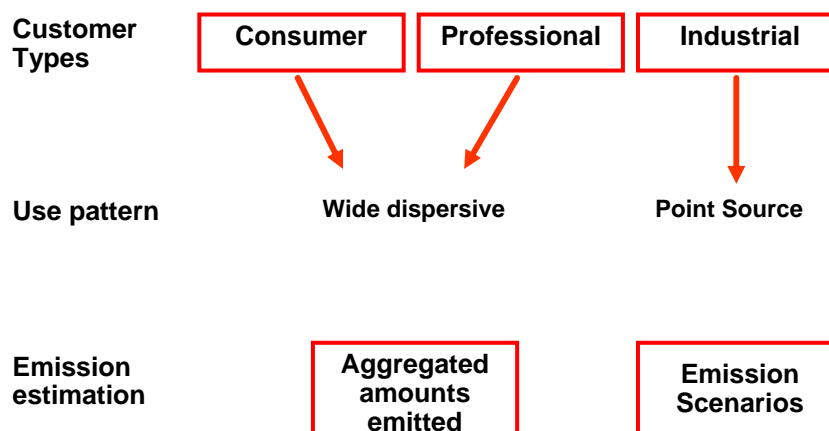 Customer
Types
Consumer
Professional
Industrial
Use pattern
Wide dispersive
Point Source
Emission
estimation
Aggregated
amounts
emitted
Emission
Scenarios